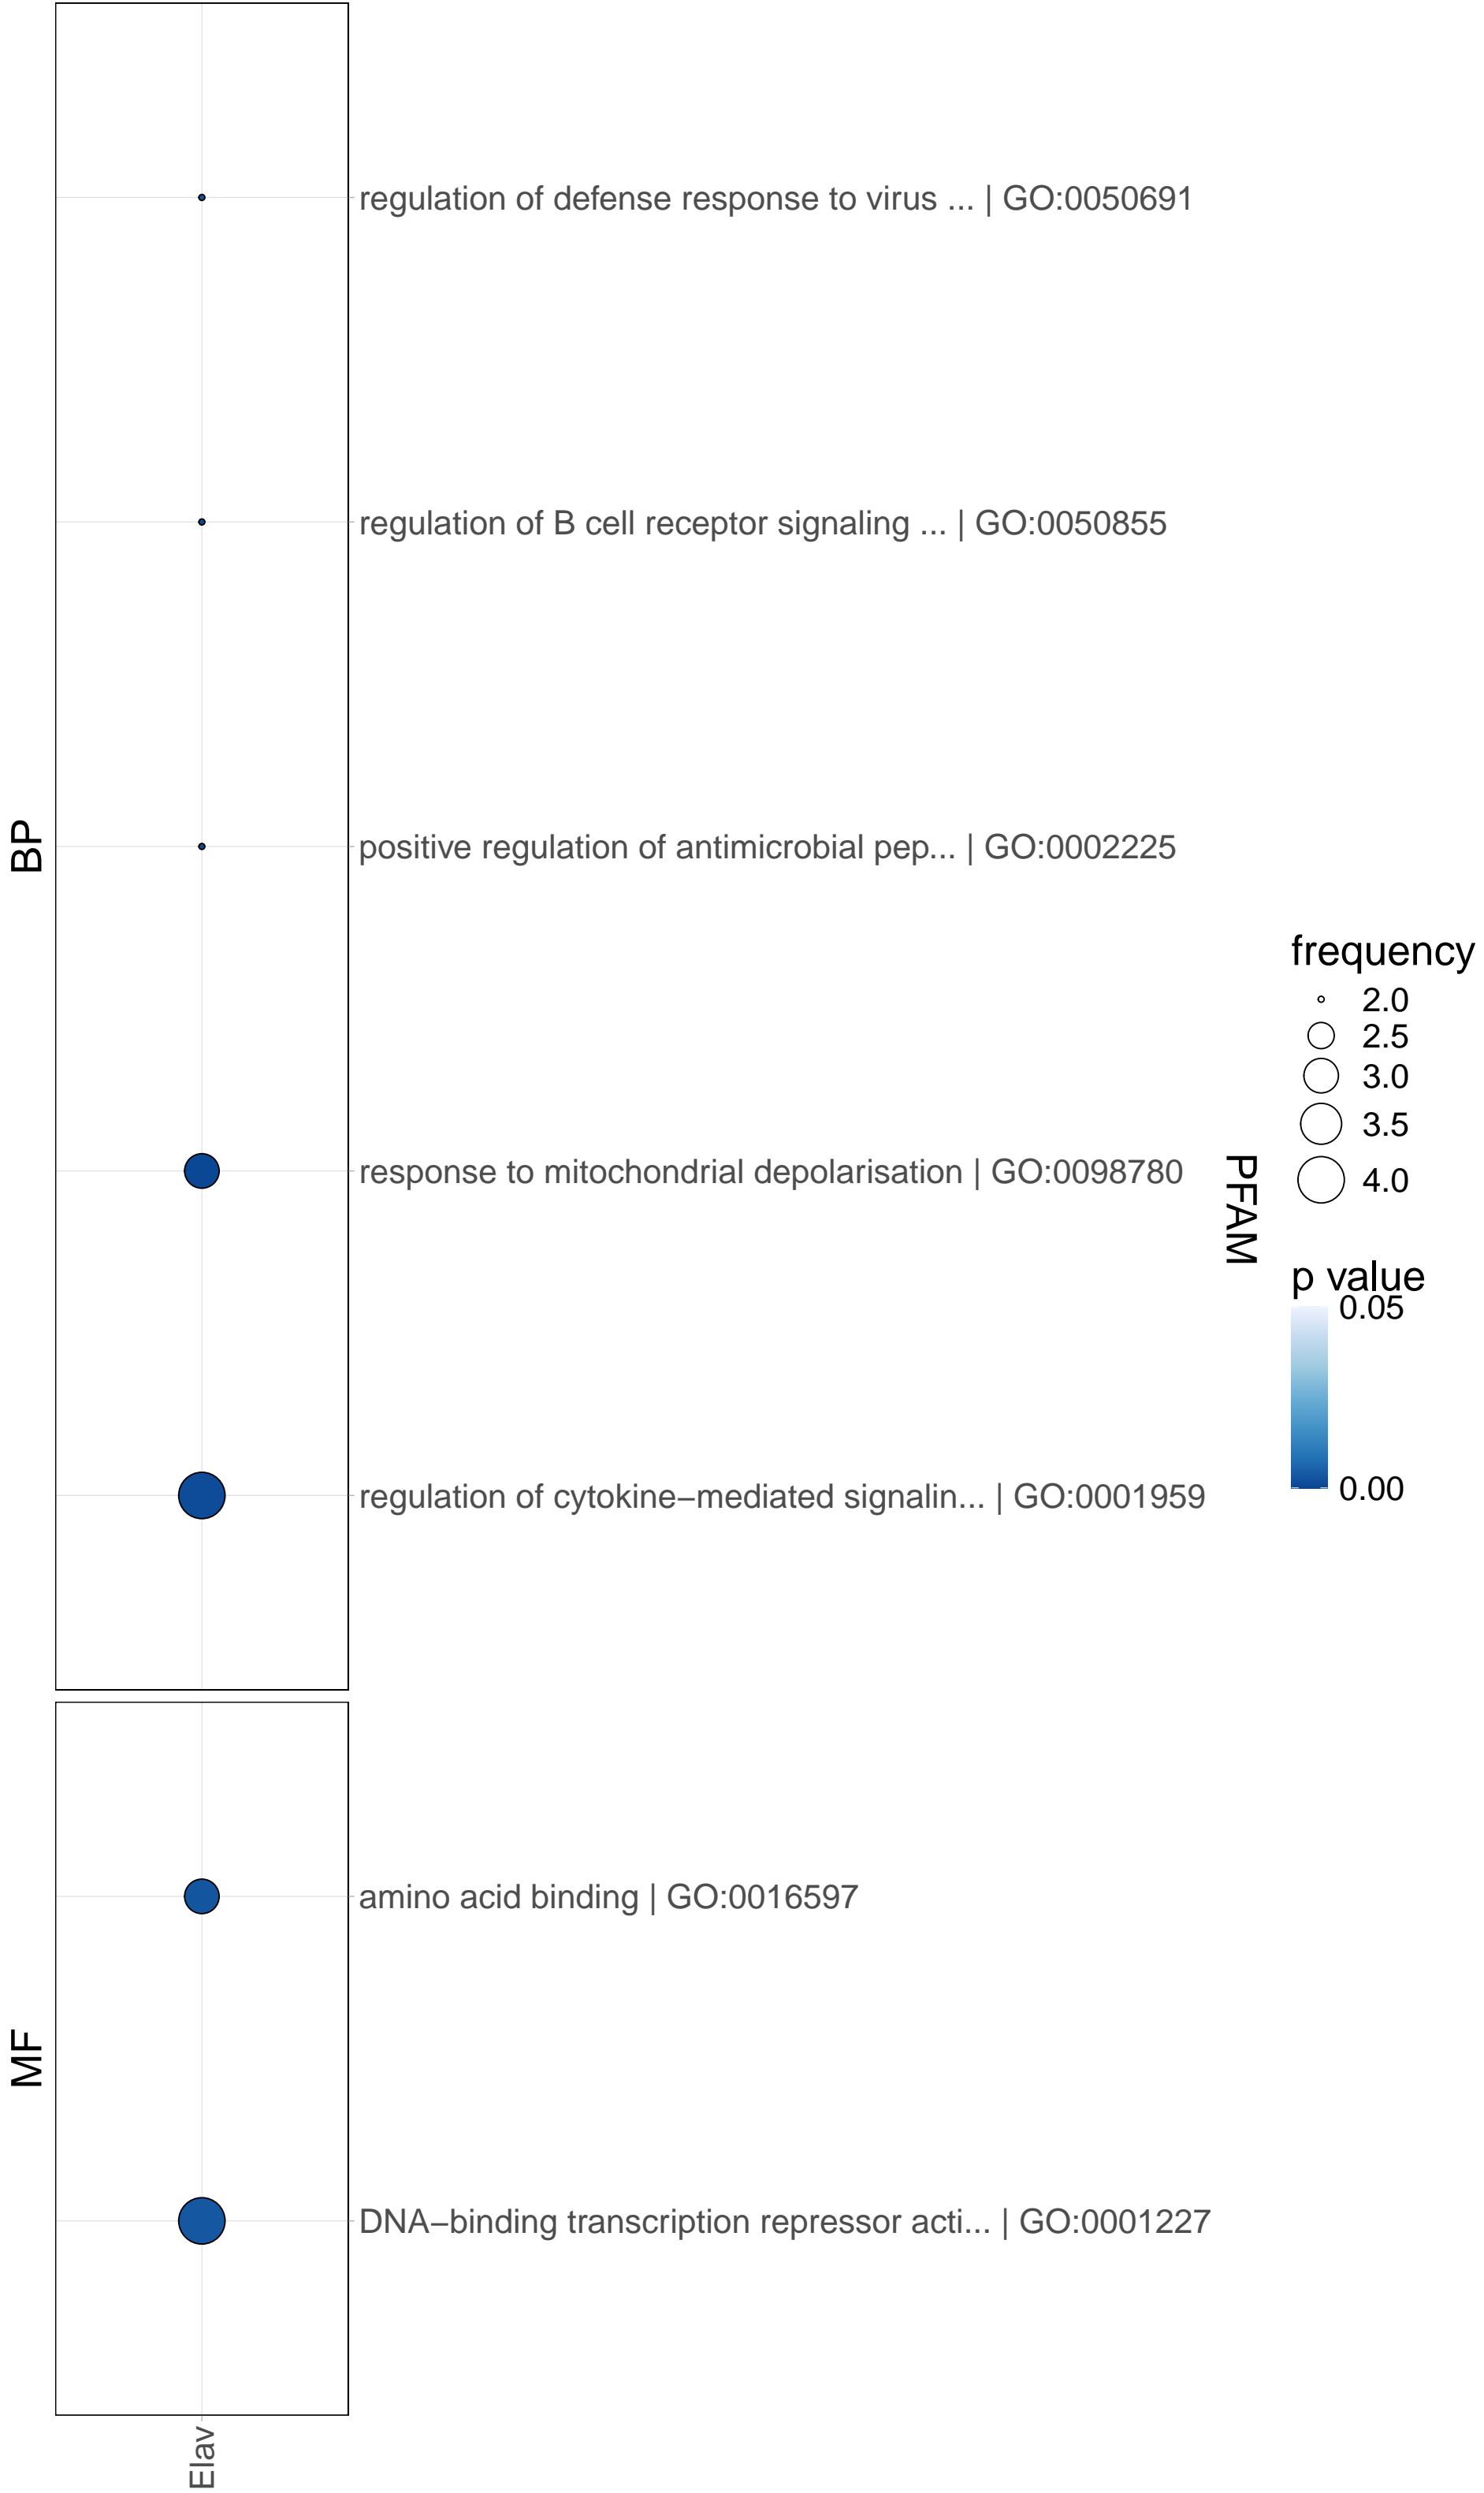 BP
regulation of defense response to virus ... | GO:0050691
regulation of B cell receptor signaling ... | GO:0050855
positive regulation of antimicrobial pep... | GO:0002225
response to mitochondrial depolarisation | GO:0098780
regulation of cytokine−mediated signalin... | GO:0001959
MF
amino acid binding | GO:0016597
DNA−binding transcription repressor acti... | GO:0001227
Elav
PFAM
frequency
2.0
2.5
3.0
3.5
4.0
p value
0.05
0.00